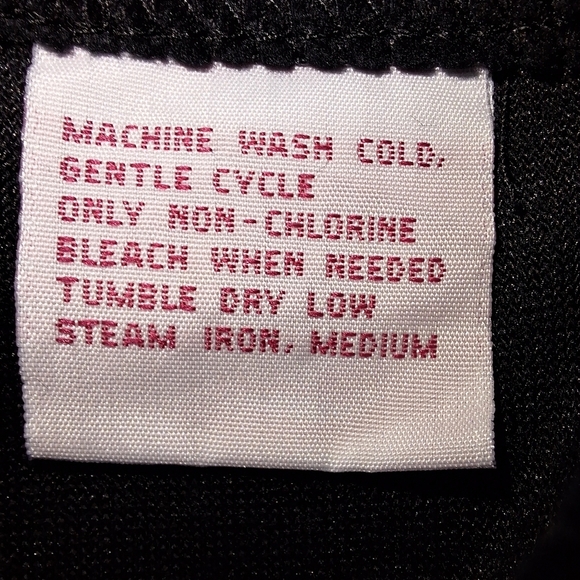 MACHINE WASH COLD,
GENTLE CYCLE
ONLY NON-CHLORINE
BLEACH WHEN NEEDED
TUMBLE DRY LOW
STEAM IRON, MEDIUM